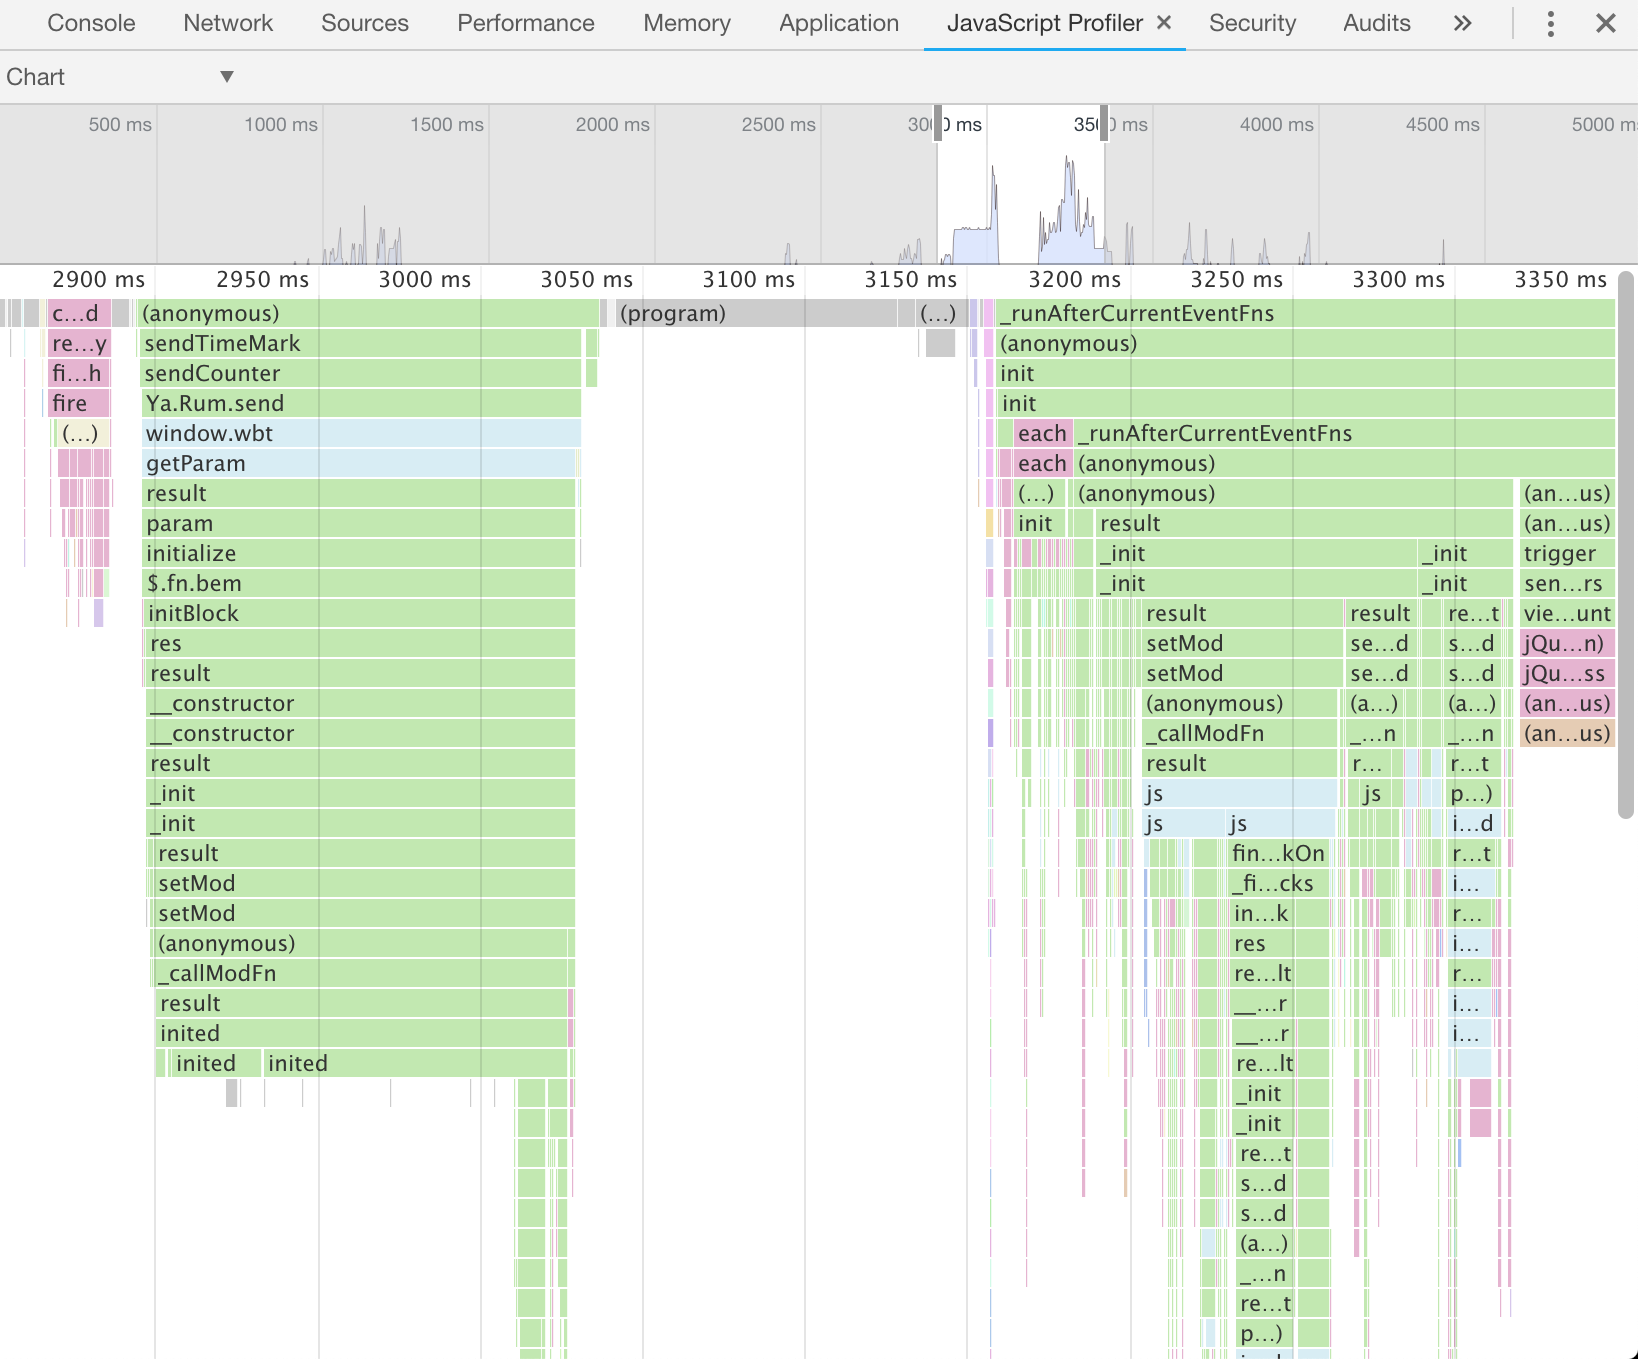 Console Network Sources Performance Memory Application JavaScript Profiler × Security Audits
Chart
500 ms 1000 ms 1500 ms 2000 ms 2500 ms 3000 ms 3500 ms 4000 ms 4500 ms 5000 m
2900 ms 2950 ms 3000 ms 3050 ms 3100 ms 3150 ms 3200 ms 3250 ms 3300 ms 3350 ms
c…d (anonymous) (program) (…) _runAfterCurrentEventFns
re…y sendTimeMark (anonymous)
fi…h sendCounter init
fire Ya.Rum.send init
(…) window.wbt each _runAfterCurrentEventFns
getParam each (anonymous)
result (…) (anonymous) (an…us)
param init result (an…us)
initialize _init _init trigger
$.fn.bem _init _init sen…rs
initBlock result result re…t vie…unt
res setMod se…d s…d jQu…n)
result setMod se…d s…d jQu…ss
__constructor (anonymous) (a…) (a…) (an…us)
__constructor _callModFn _…n _…n (an…us)
result result r… r…t
_init js js p…)
_init js js i…d
result fin…kOn r…t
setMod _fi…cks i…
setMod in…k r…
(anonymous) res i…
_callModFn re…lt r…
result __…r i…
inited __…r i…
inited inited re…lt
_init
_init
re…t
s…d
s…d
(a…)
_…n
re…t
p…)